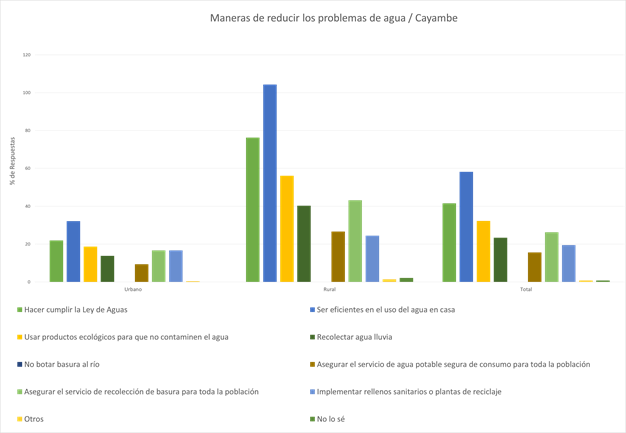 Maneras de reducir los problemas de agua / Cayambe
120
100
80
60
40
20
0
% de Respuestas
Urbano
Rural
Total
Hacer cumplir la Ley de Aguas
Ser eficientes en el uso del agua en casa
Usar productos ecológicos para que no contaminen el agua
Recolectar agua lluvia
No botar basura al río
Asegurar el servicio de agua potable segura de consumo para toda la población
Asegurar el servicio de recolección de basura para toda la población
Implementar rellenos sanitarios o plantas de reciclaje
Otros
No lo sé